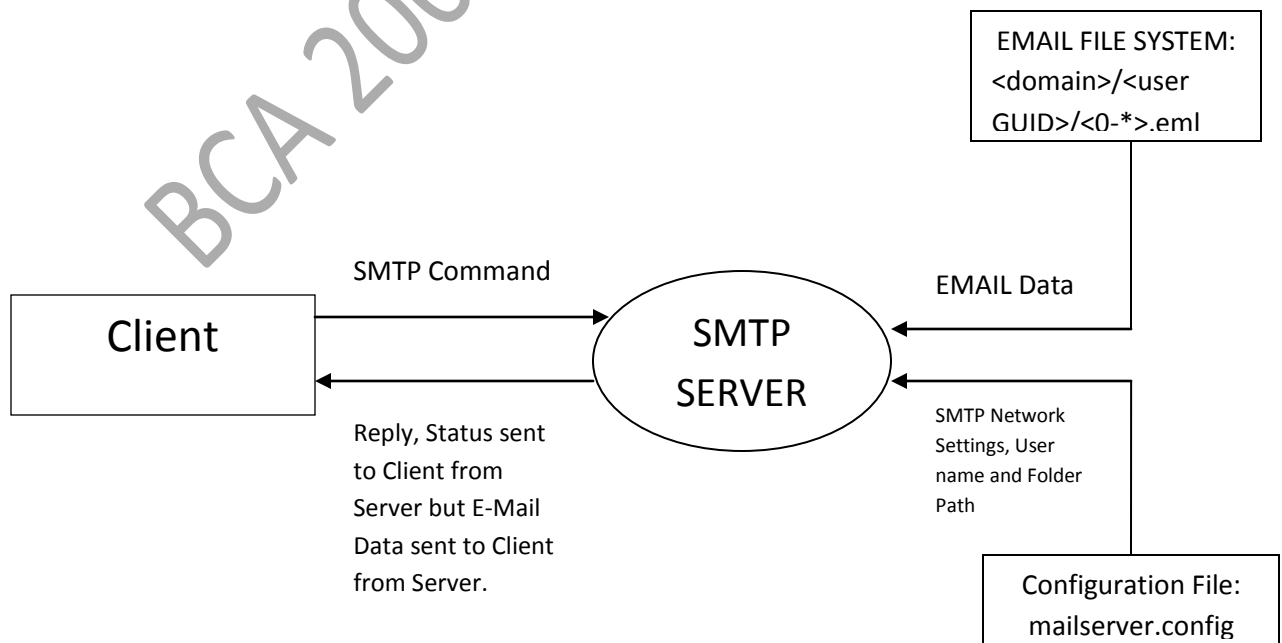 BCA 200
EMAIL FILE SYSTEM:
<domain>/<user
GUID>/<0-*>.eml
SMTP Command
EMAIL Data
Client
SMTP
SERVER
Reply, Status sent
to Client from
Server but E-Mail
Data sent to Client
from Server.
SMTP Network
Settings, User
name and Folder
Path
Configuration File:
mailserver.config